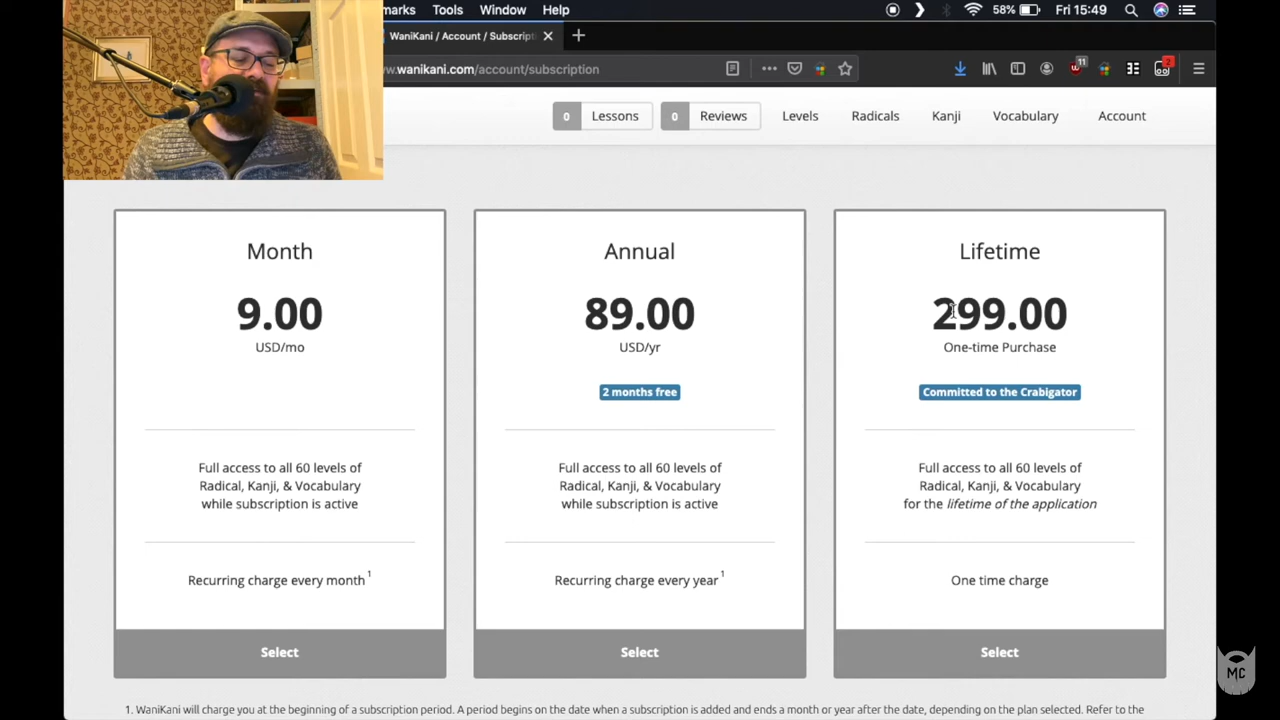 marks Tools Window Help 58% Fri 15:49
WaniKani / Account / Subscripti
w.wanikani.com/account/subscription
11
2
0 Lessons 0 Reviews Levels Radicals Kanji Vocabulary Account
Month
9.00
USD/mo
Full access to all 60 levels of
Radical, Kanji, & Vocabulary
while subscription is active
Recurring charge every month 1
Select
Annual
89.00
USD/yr
2 months free
Full access to all 60 levels of
Radical, Kanji, & Vocabulary
while subscription is active
Recurring charge every year 1
Select
Lifetime
299.00
One-time Purchase
Committed to the Crabigator
Full access to all 60 levels of
Radical, Kanji, & Vocabulary
for the lifetime of the application
One time charge
Select
1. WaniKani will charge you at the beginning of a subscription period. A period begins on the date when a subscription is added and ends a month or year after the date, depending on the plan selected. Refer to the
MC